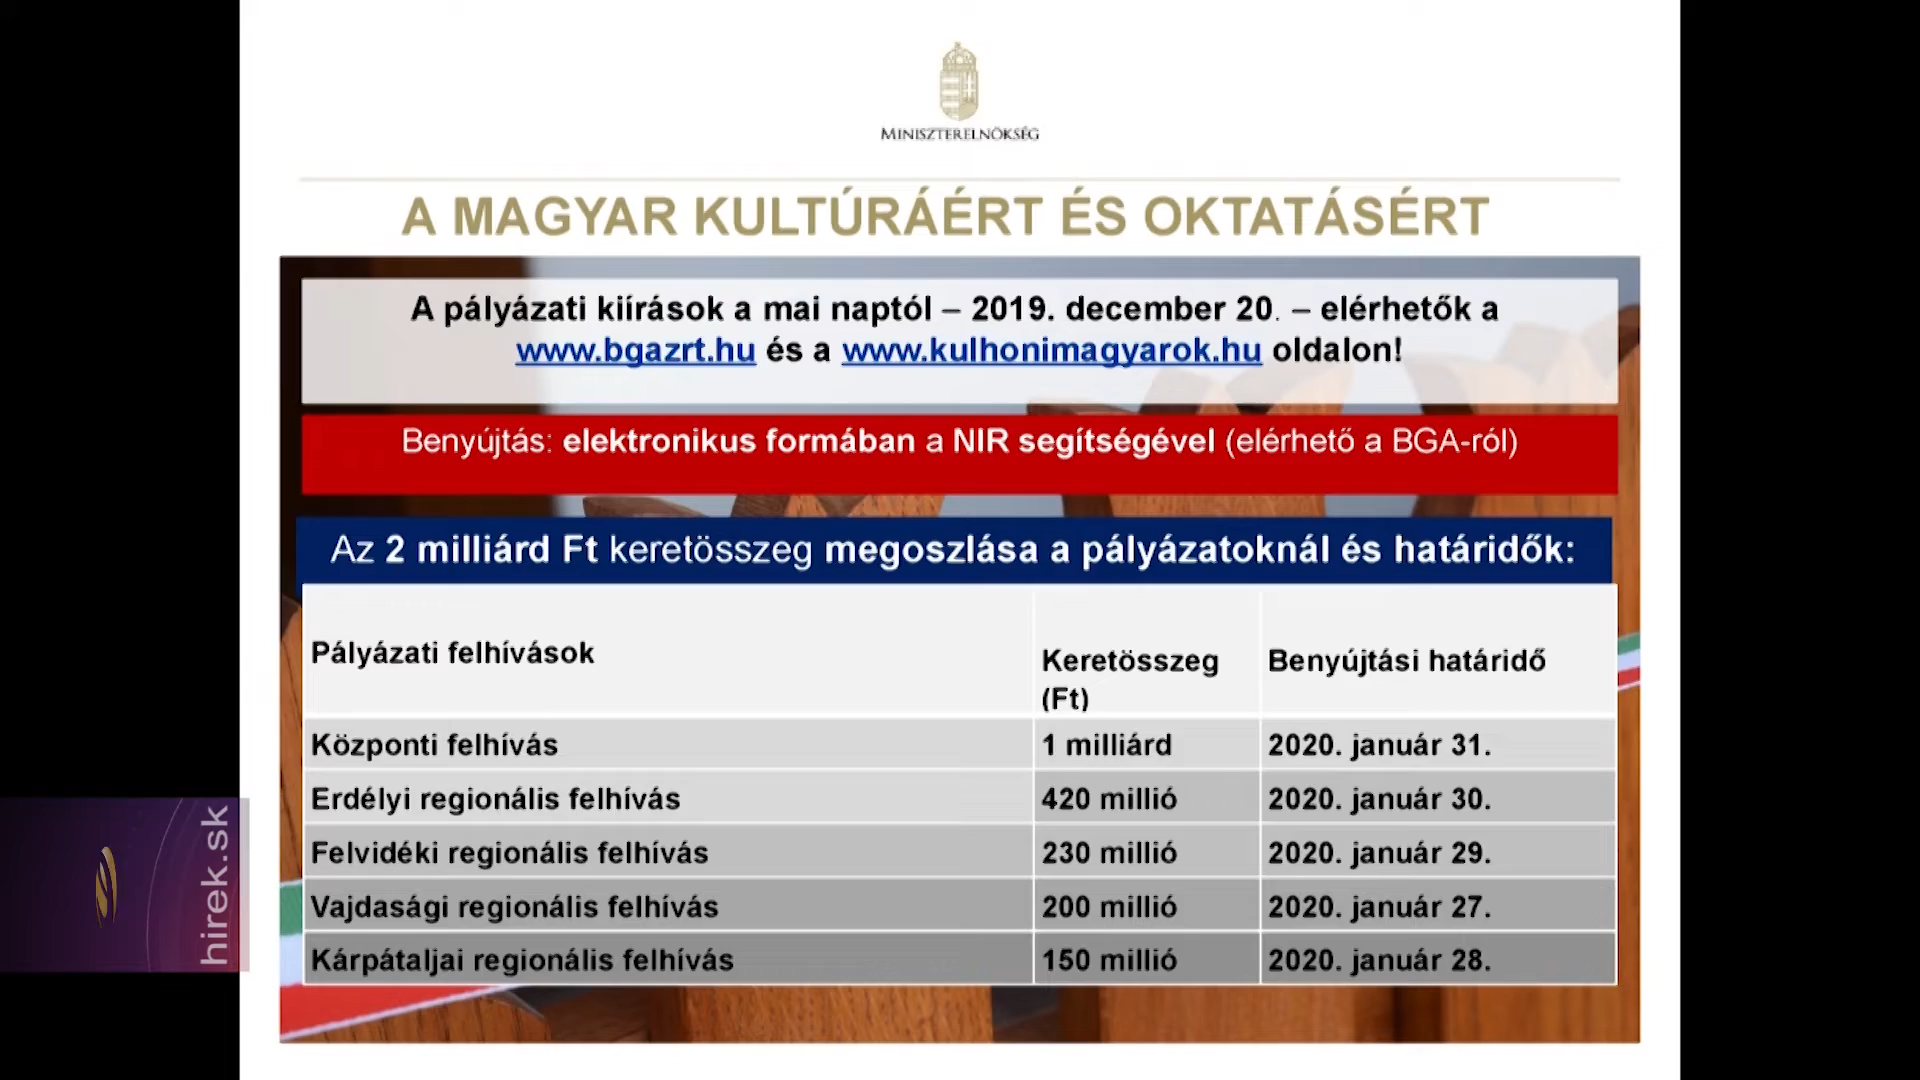 MINISZTERELNÖKSÉG
A MAGYAR KULTÚRÁÉRT ÉS OKTATÁSÉRT
A pályázati kiírások a mai naptól – 2019. december 20. – elérhetők a
www.bgazrt.hu és a www.kulhonimagyarok.hu oldalon!
Benyújtás: elektronikus formában a NIR segítségével (elérhető a BGA-ról)
Az 2 milliárd Ft keretösszeg megoszlása a pályázatoknál és határidők:
Pályázati felhívások Keretösszeg (Ft) Benyújtási határidő
Központi felhívás 1 milliárd 2020. január 31.
Erdélyi regionális felhívás 420 millió 2020. január 30.
Felvidéki regionális felhívás 230 millió 2020. január 29.
Vajdasági regionális felhívás 200 millió 2020. január 27.
Kárpátaljai regionális felhívás 150 millió 2020. január 28.
hirek.sk